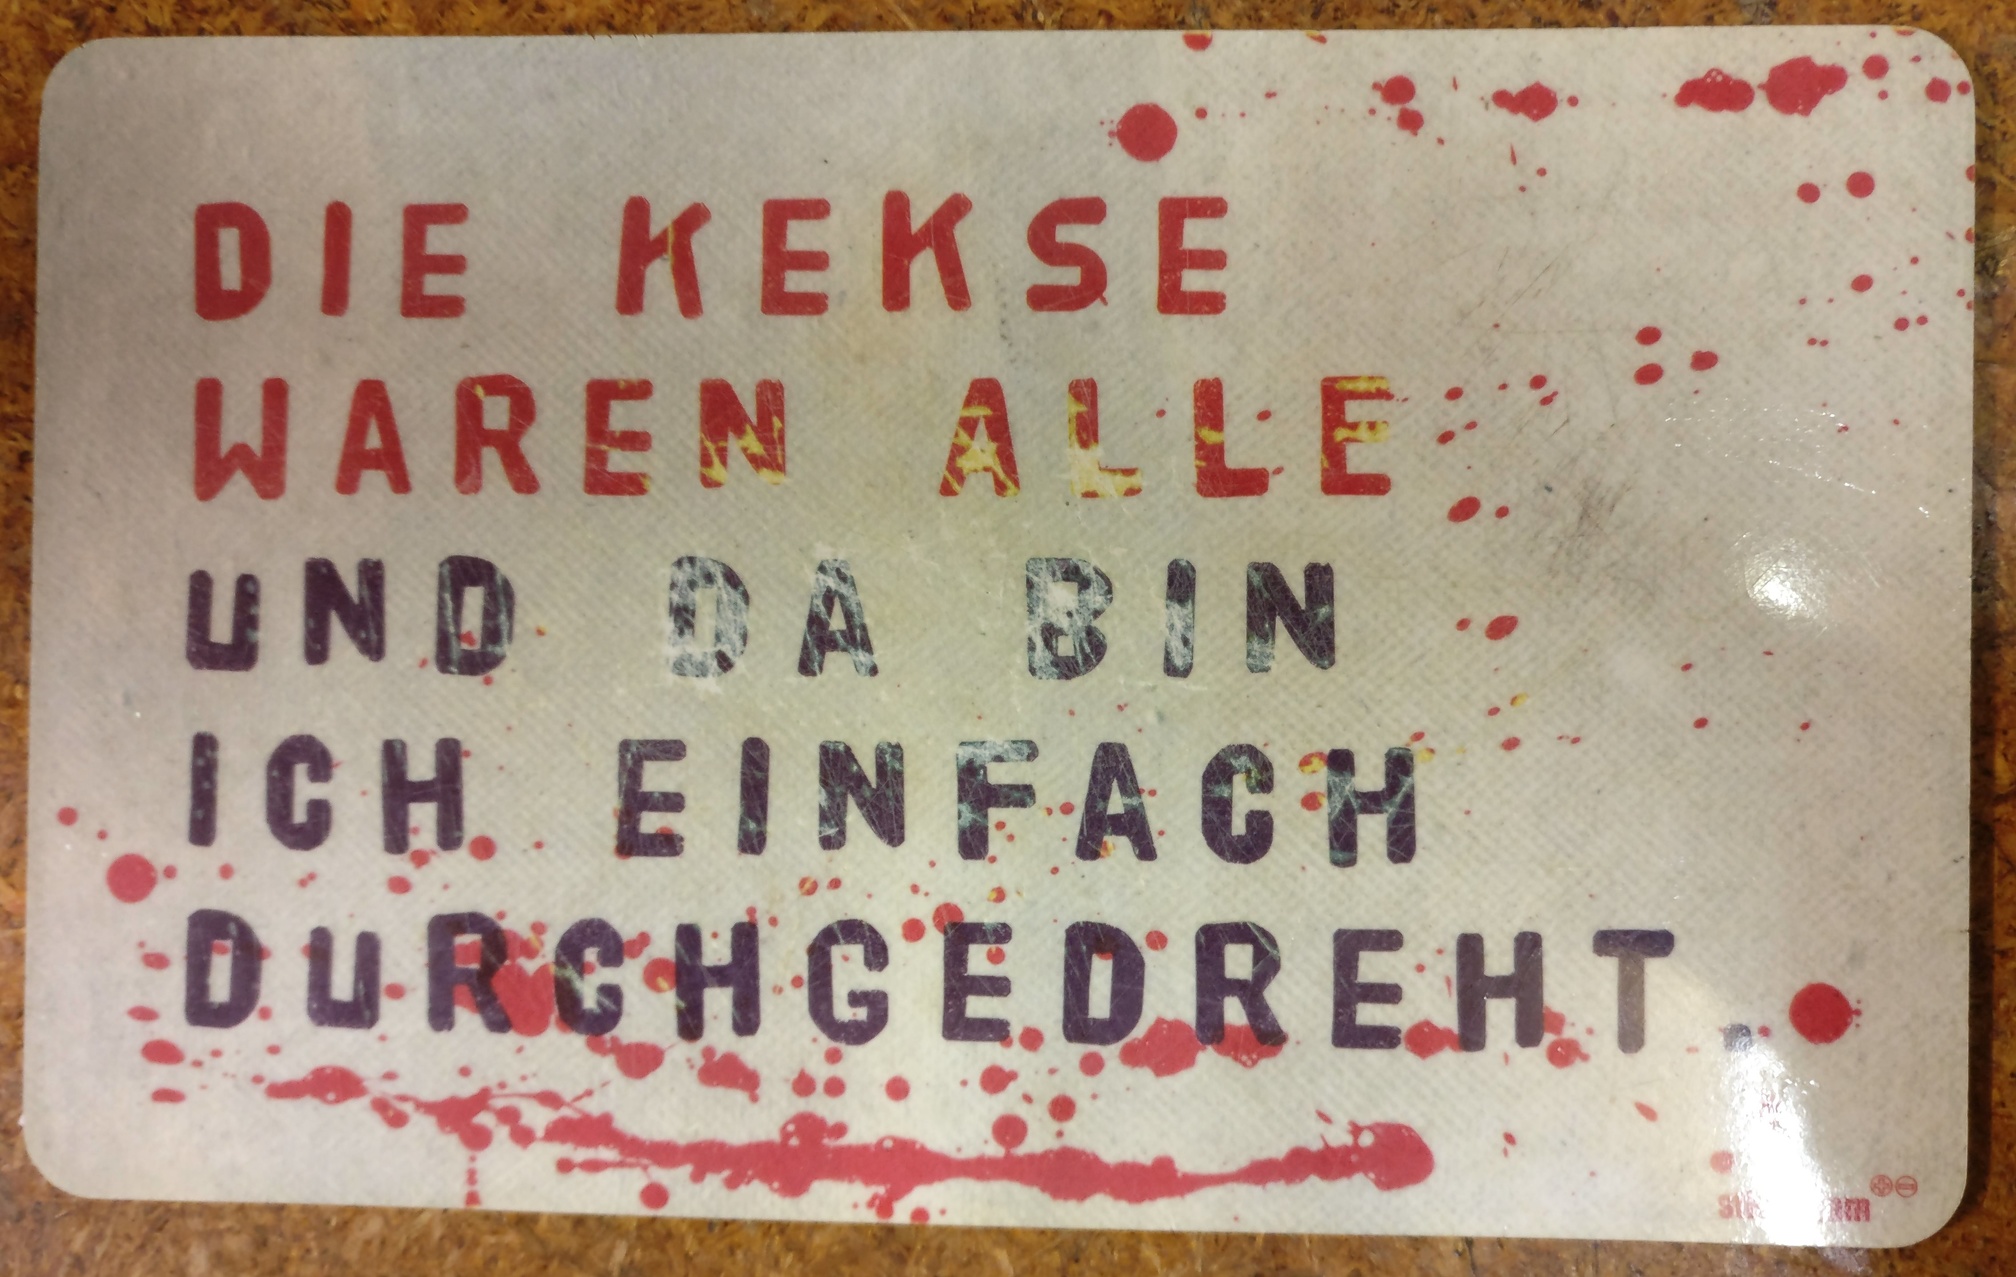 DIE KEKSE
WAREN ALLE
UND DA BIN
ICH EINFACH
DURCHGEDREHT.